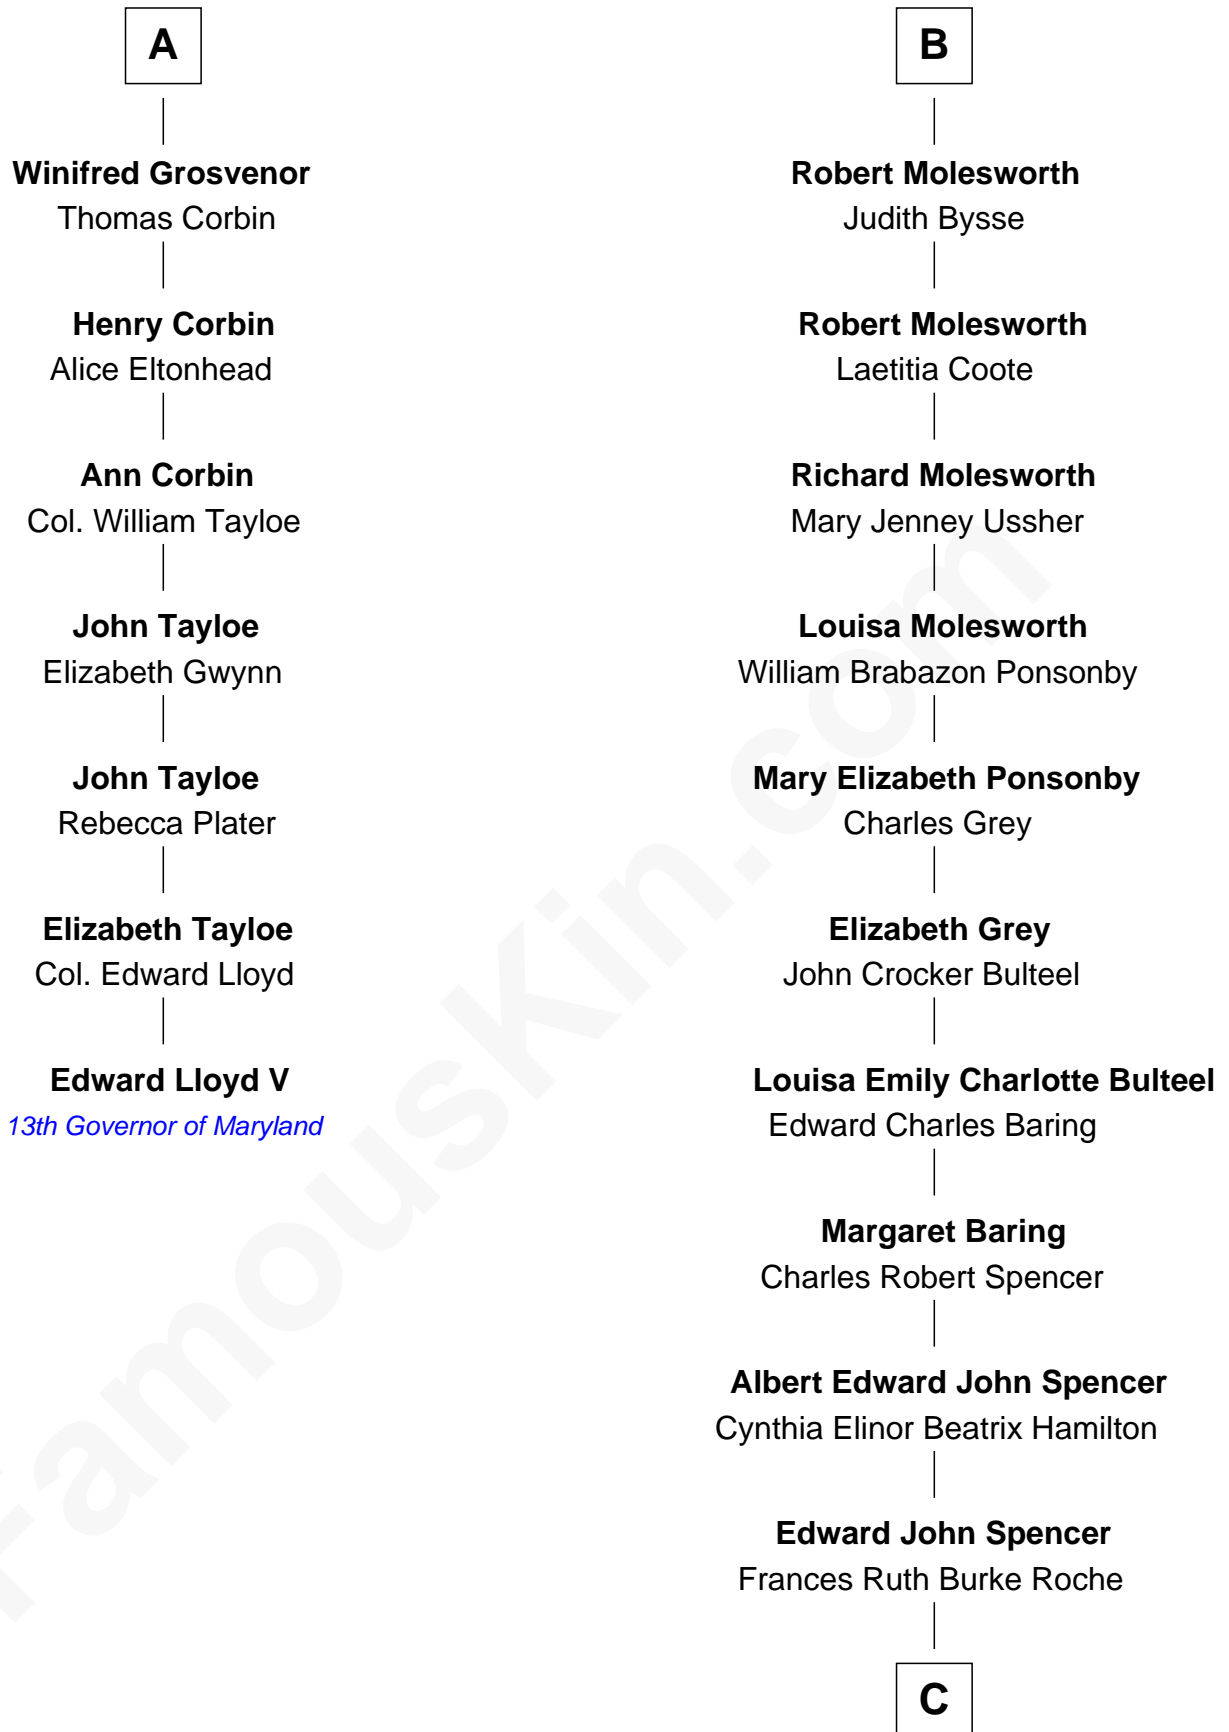 A
Winifred Grosvenor
Thomas Corbin
Henry Corbin
Alice Eltonhead
Ann Corbin
Col. William Tayloe
John Tayloe
Elizabeth Gwynn
John Tayloe
Rebecca Plater
Elizabeth Tayloe
Col. Edward Lloyd
Edward Lloyd V
13th Governor of Maryland
B
Robert Molesworth
Judith Bysse
Robert Molesworth
Laetitia Coote
Richard Molesworth
Mary Jenney Ussher
Louisa Molesworth
William Brabazon Ponsonby
Mary Elizabeth Ponsonby
Charles Grey
Elizabeth Grey
John Crocker Bulteel
Louisa Emily Charlotte Bulteel
Edward Charles Baring
Margaret Baring
Charles Robert Spencer
Albert Edward John Spencer
Cynthia Elinor Beatrix Hamilton
Edward John Spencer
Frances Ruth Burke Roche
C
FamousKin.com